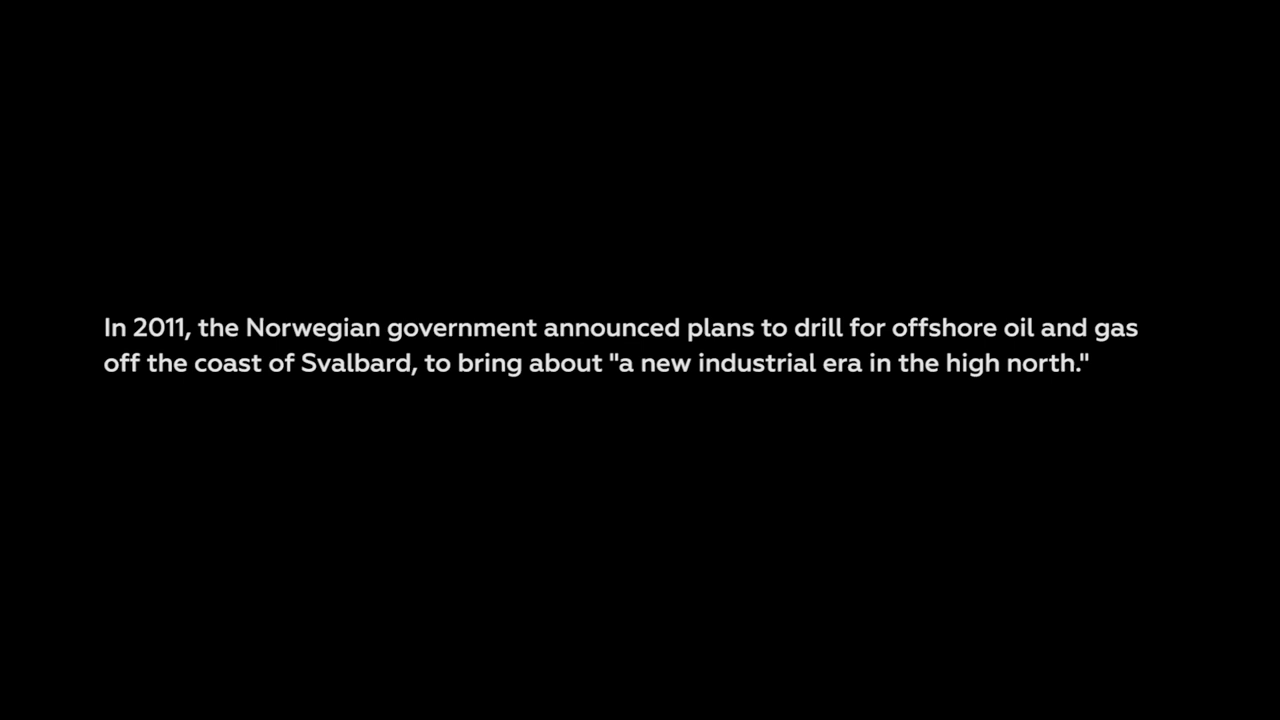 In 2011, the Norwegian government announced plans to drill for offshore oil and gas
off the coast of Svalbard, to bring about "a new industrial era in the high north."